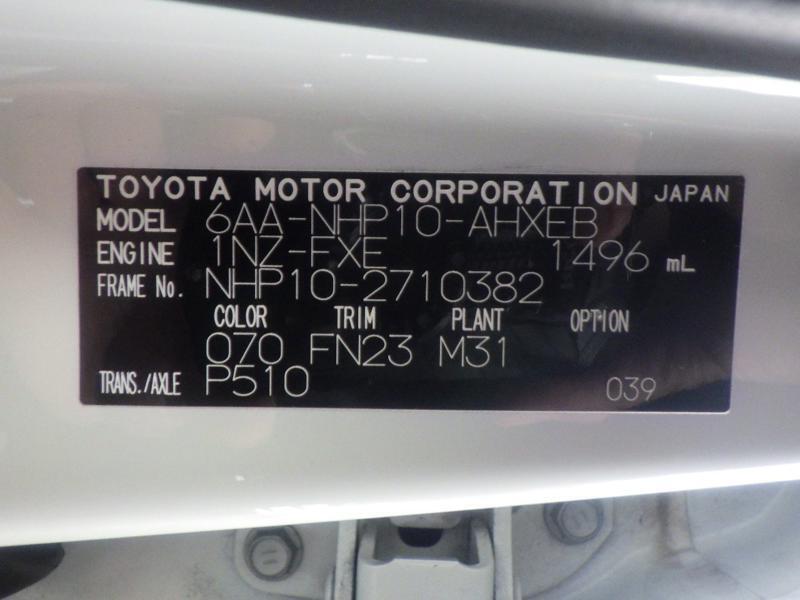 TOYOTA MOTOR CORPORATION JAPAN
MODEL 6AA-NHP10-AHXEB
ENGINE 1NZ-FXE 1496 mL
FRAME No. NHP10-2710382
COLOR TRIM PLANT OPTION
070 FN23 M31
TRANS./AXLE P510 039